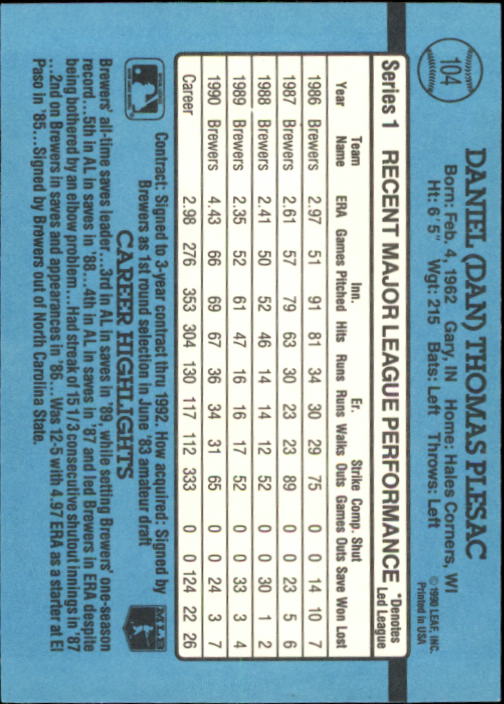 104
DANIEL (DAN) THOMAS PLESAC
Born: Feb. 4, 1962 Gary, IN Home: Hales Corners, WI
Ht: 6' 5" Wgt: 215 Bats: Left Throws: Left
© 1990 LEAF, INC.
Printed in USA
Series 1 RECENT MAJOR LEAGUE PERFORMANCE *Denotes Led League
Year Team Name ERA Games Inn. Pitched Hits Runs Er. Runs Walks Strike Outs Comp. Games Shut Outs Save Won Lost
1986 Brewers 2.97 51 91 81 34 30 29 75 0 0 14 10 7
1987 Brewers 2.61 57 79 63 30 23 23 89 0 0 23 5 6
1988 Brewers 2.41 50 52 46 14 14 12 52 0 0 30 1 2
1989 Brewers 2.35 52 61 47 16 16 17 52 0 0 33 3 4
1990 Brewers 4.43 66 69 67 36 34 31 65 0 0 24 3 7
Career 2.98 276 353 304 130 117 112 333 0 0 124 22 26
Contract: Signed to 3-year contract thru 1992. How acquired: Signed by
Brewers as 1st round selection in June '83 amateur draft
CAREER HIGHLIGHTS
Brewers' all-time saves leader...3rd in AL in saves in '89, while setting Brewers' one-season
record...5th in AL in saves in '88...4th in AL in saves in '87 and led Brewers in ERA despite
being bothered by an elbow problem...Had streak of 15 1/3 consecutive shutout innings in '87
...2nd on Brewers in saves and appearances in '86...Was 12-5 with 4.97 ERA as a starter at El
Paso in '85...Signed by Brewers out of North Carolina State.